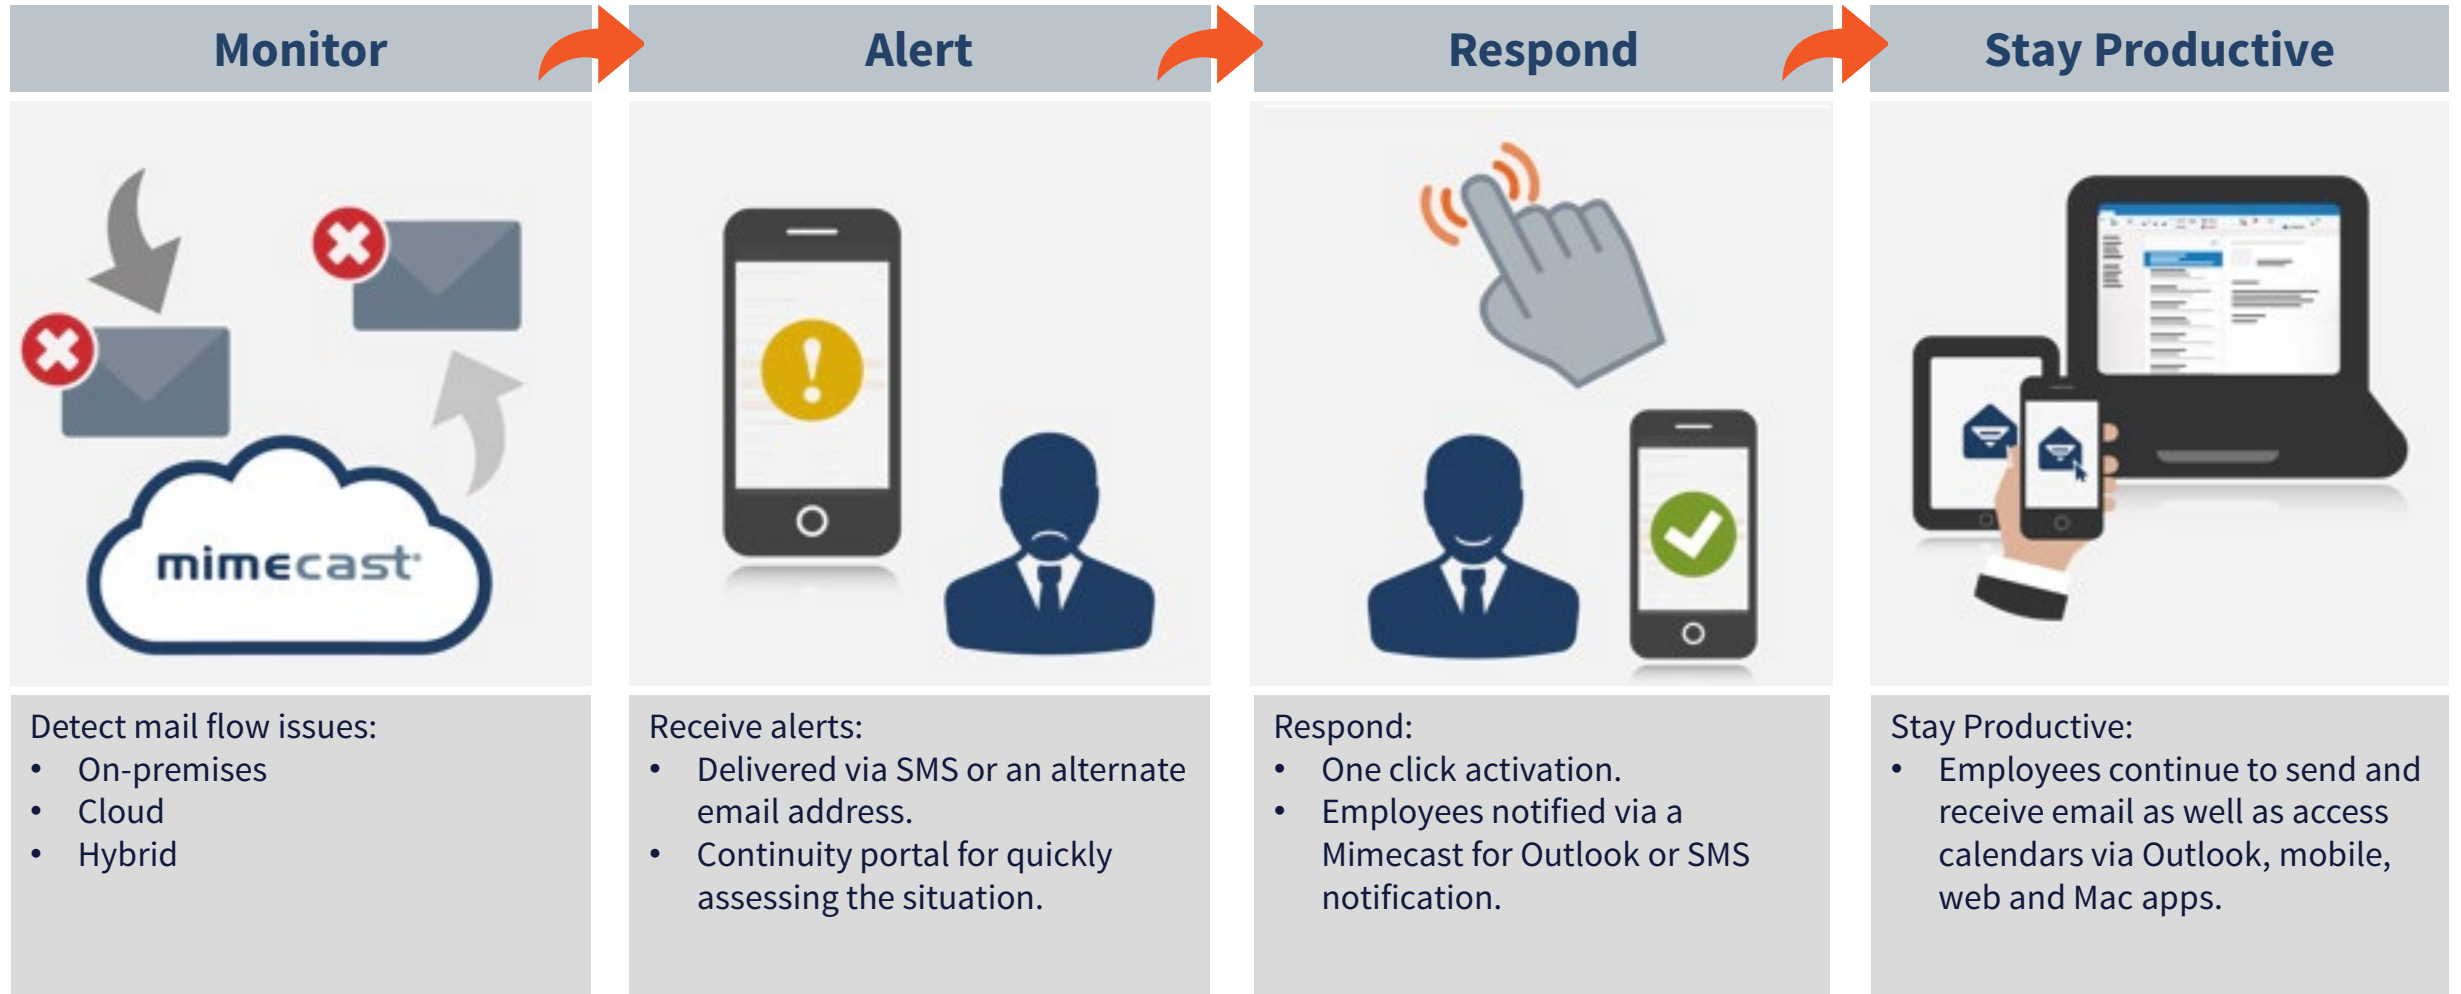 Monitor
Alert
Respond
Stay Productive
mimecast
Detect mail flow issues:
• On-premises
• Cloud
• Hybrid
Receive alerts:
• Delivered via SMS or an alternate
email address.
• Continuity portal for quickly
assessing the situation.
Respond:
• One click activation.
• Employees notified via a
Mimecast for Outlook or SMS
notification.
Stay Productive:
• Employees continue to send and
receive email as well as access
calendars via Outlook, mobile,
web and Mac apps.